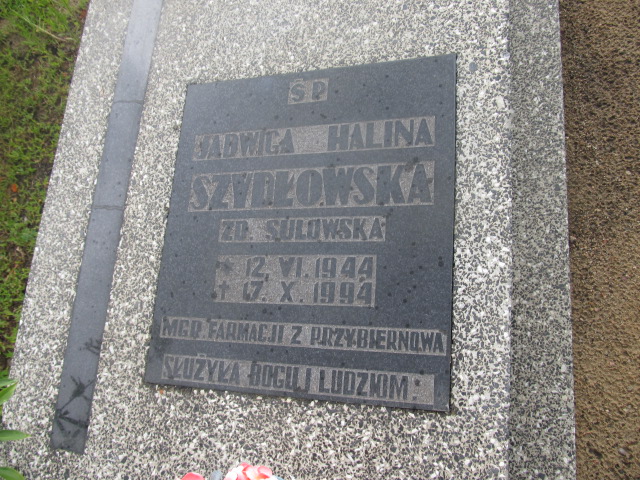 ŚP
JADWIGA HALINA
SZYDŁOWSKA
ZD. SULOWSKA
* 12. VI. 1944
† 17. X. 1994
MGR FARMACJI Z PRZYBIERNOWA
SŁUŻYŁA BOGU I LUDZIOM